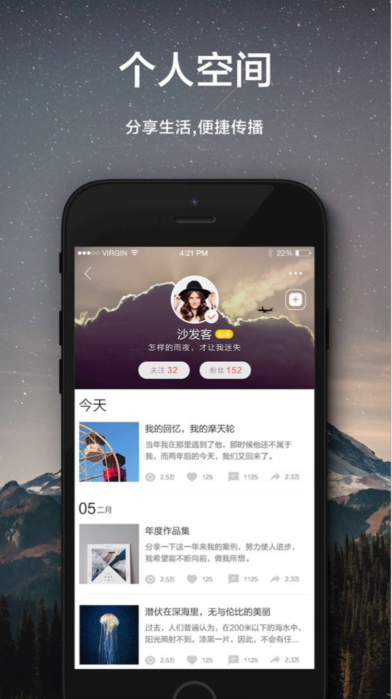 个人空间
分享生活,便捷传播
VIRGIN
4:21 PM
22%
沙发客
怎样的雨夜，才让我迷失
关注 32
粉丝 152
今天
我的回忆，我的摩天轮
当年我在那里遇到了他，那时候他还不属于
我，而两年后的今天，我们又回来了。
2.5万 125 1125 2.3万
05二月
年度作品集
分享一下这一年来我的案例，努力使人进步，
我希望能不断向前，做我所想。
2.5万 125 1125 2.3万
潜伏在深海里，无与伦比的美丽
过去，人们普遍认为，在200米以下的海水中，
阳光照射不到，漆黑一片，因此，不会有任...
2.5万 125 1125 2.3万